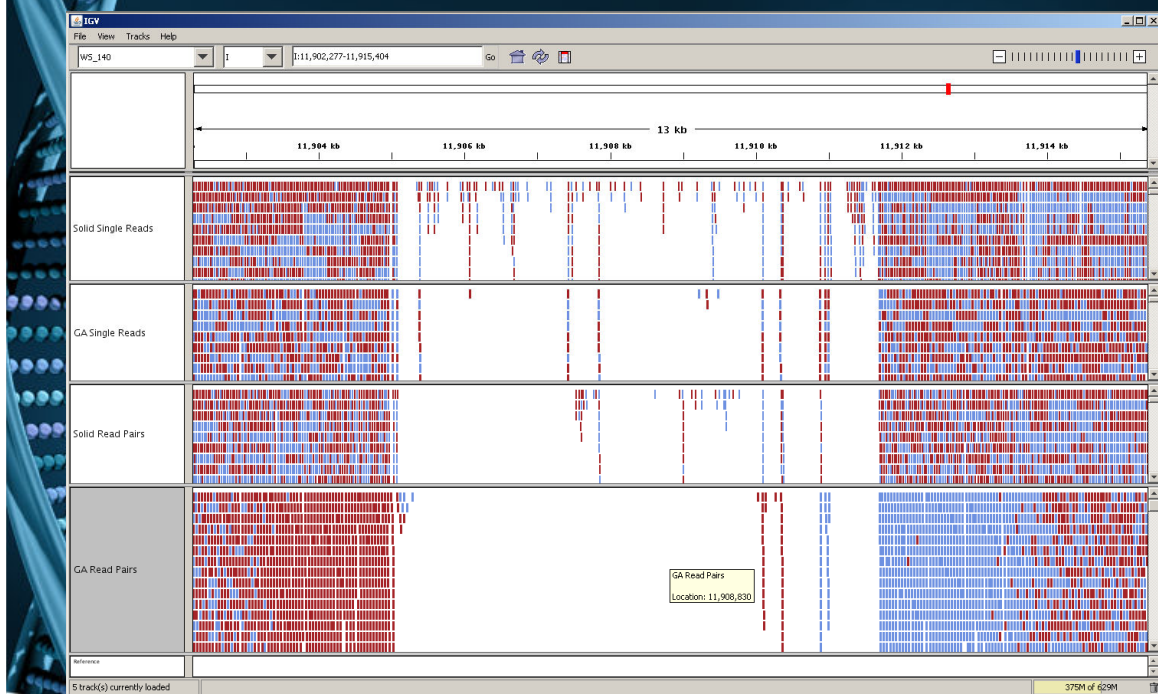 IGV
File View Tracks Help
WS_140 I I:11,902,277-11,915,404 Go
13 kb
11,904 kb 11,906 kb 11,908 kb 11,910 kb 11,912 kb 11,914 kb
Solid Single Reads
GA Single Reads
Solid Read Pairs
GA Read Pairs
GA Read Pairs
Location: 11,908,830
Reference
5 track(s) currently loaded 375M of 629M